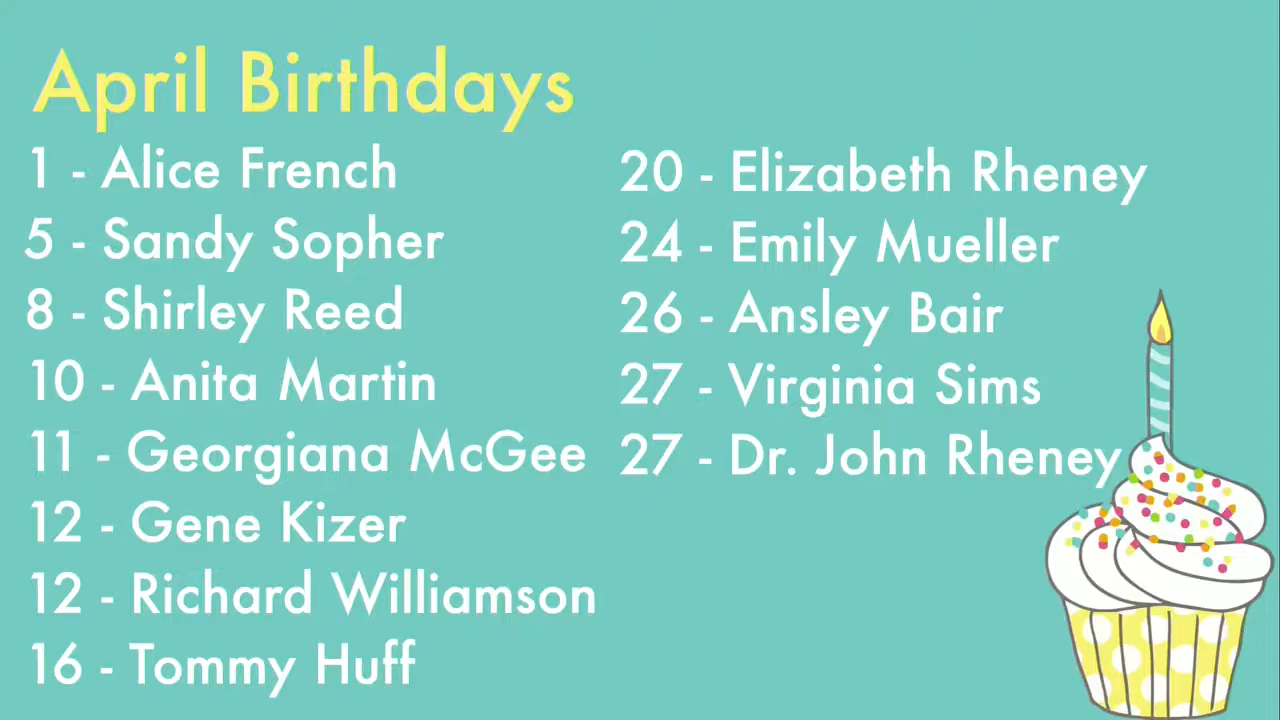 April Birthdays
1 - Alice French
5 - Sandy Sopher
8 - Shirley Reed
10 - Anita Martin
11 - Georgiana McGee
12 - Gene Kizer
12 - Richard Williamson
16 - Tommy Huff
20 - Elizabeth Rheney
24 - Emily Mueller
26 - Ansley Bair
27 - Virginia Sims
27 - Dr. John Rheney